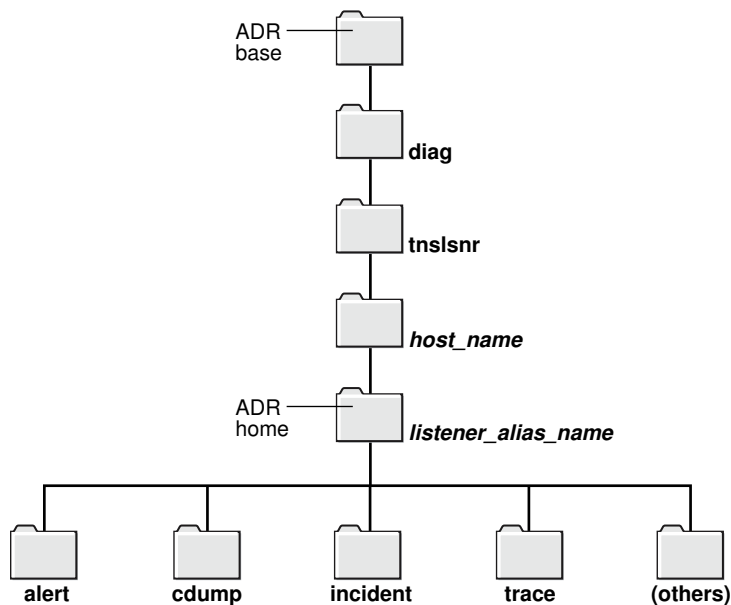 ADR
base
diag
tnslsnr
host_name
ADR
home
listener_alias_name
alert
cdump
incident
trace
(others)